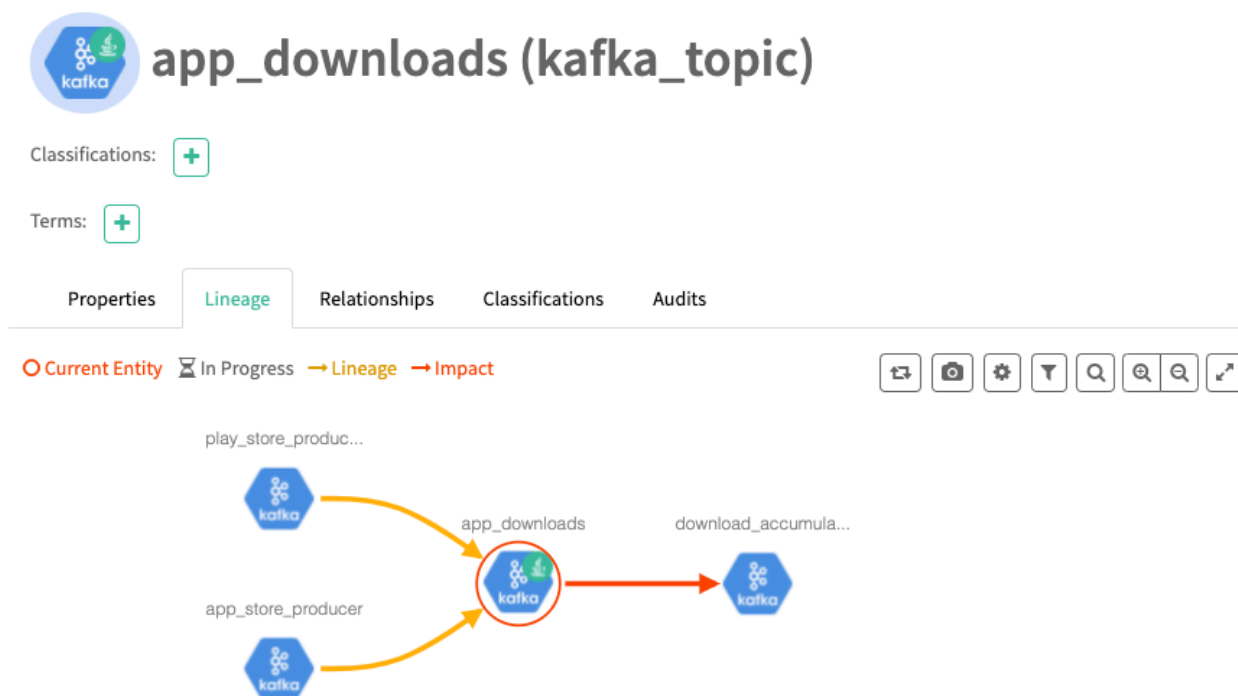 kafka
app_downloads (kafka_topic)
Classifications:
Terms:
Properties Lineage Relationships Classifications Audits
Current Entity In Progress Lineage Impact
play_store_produc...
kafka
app_downloads
kafka
download_accumula...
kafka
app_store_producer
kafka